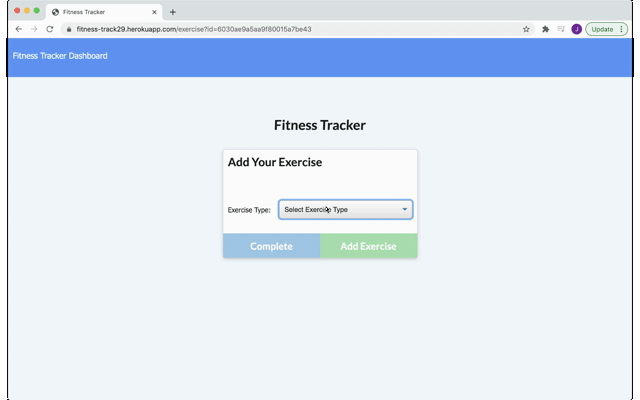 Fitness Tracker
fitness-track29.herokuapp.com/exercise?id=6030ae9a5aa9f80015a7be43
J
Update
Fitness Tracker Dashboard
Fitness Tracker
Add Your Exercise
Exercise Type:
Select Exercise Type
Complete
Add Exercise